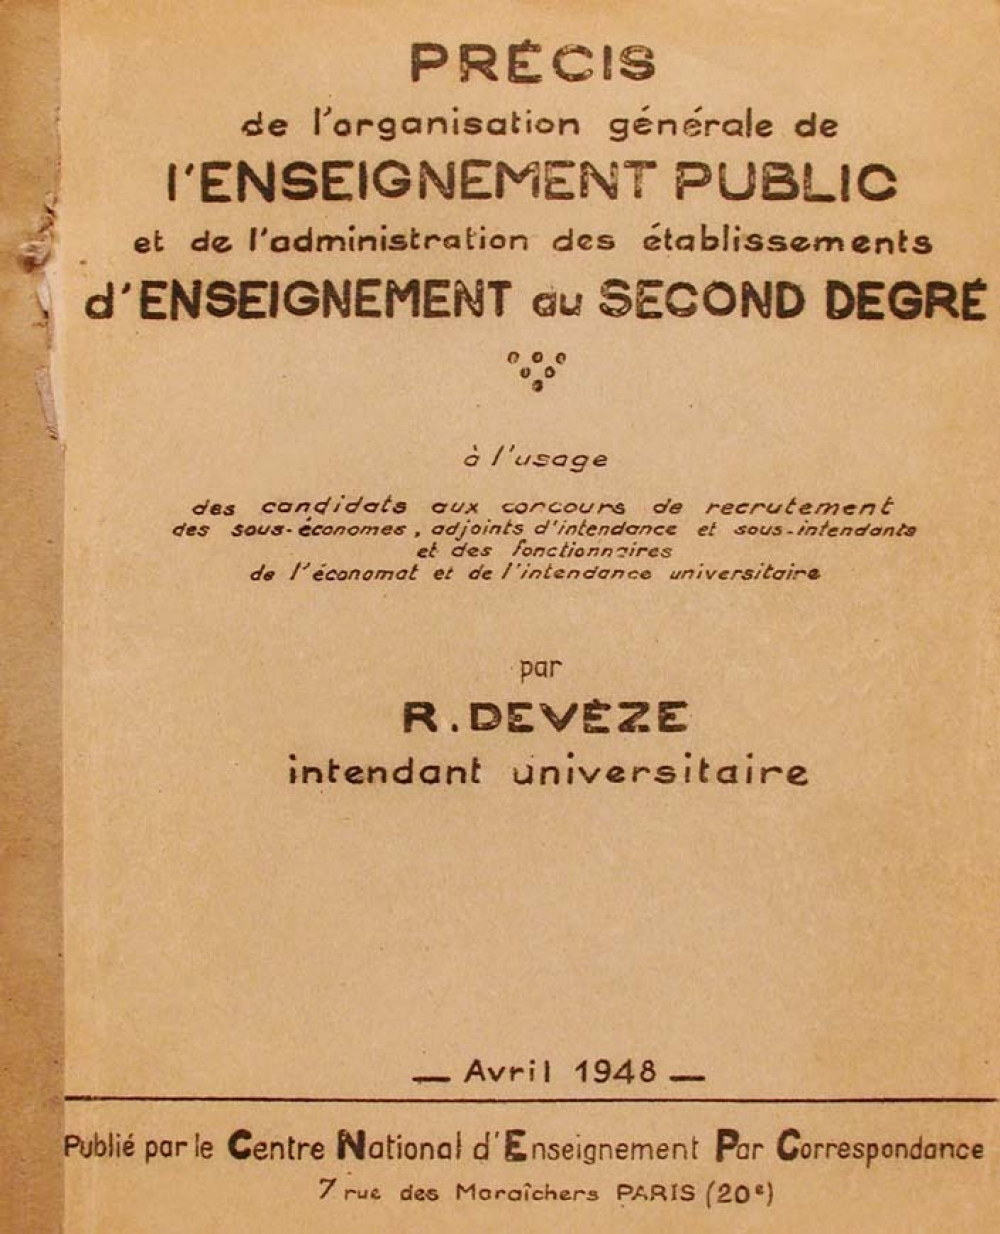 PRÉCIS
de l'organisation générale de
l'ENSEIGNEMENT PUBLIC
et de l'administration des établissements
d'ENSEIGNEMENT du SECOND DEGRÉ
à l'usage
des candidats aux concours de recrutement
des sous-économes, adjoints d'intendance et sous-intendants
et des fonctionnaires
de l'économat et de l'intendance universitaire
par
R. DEVÈZE
intendant universitaire
— Avril 1948 —
Publié par le Centre National d'Enseignement Par Correspondance
7 rue des Maraîchers PARIS (20ᵉ)